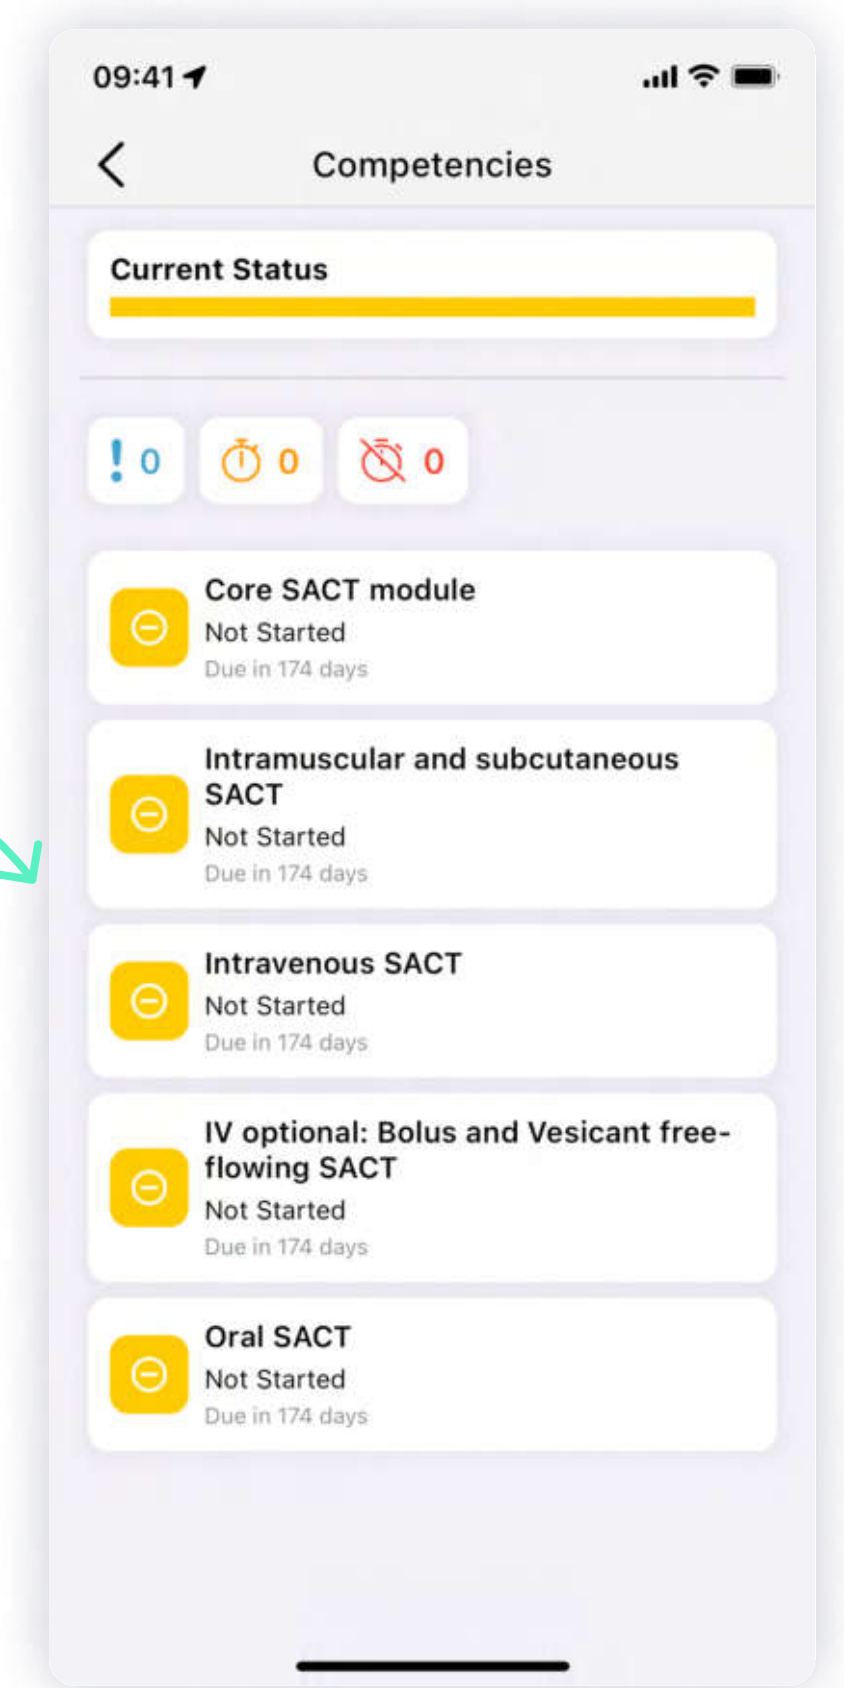 09:41
Competencies
Current Status
! 0
0
0
Core SACT module
Not Started
Due in 174 days
Intramuscular and subcutaneous
SACT
Not Started
Due in 174 days
Intravenous SACT
Not Started
Due in 174 days
IV optional: Bolus and Vesicant free-
flowing SACT
Not Started
Due in 174 days
Oral SACT
Not Started
Due in 174 days